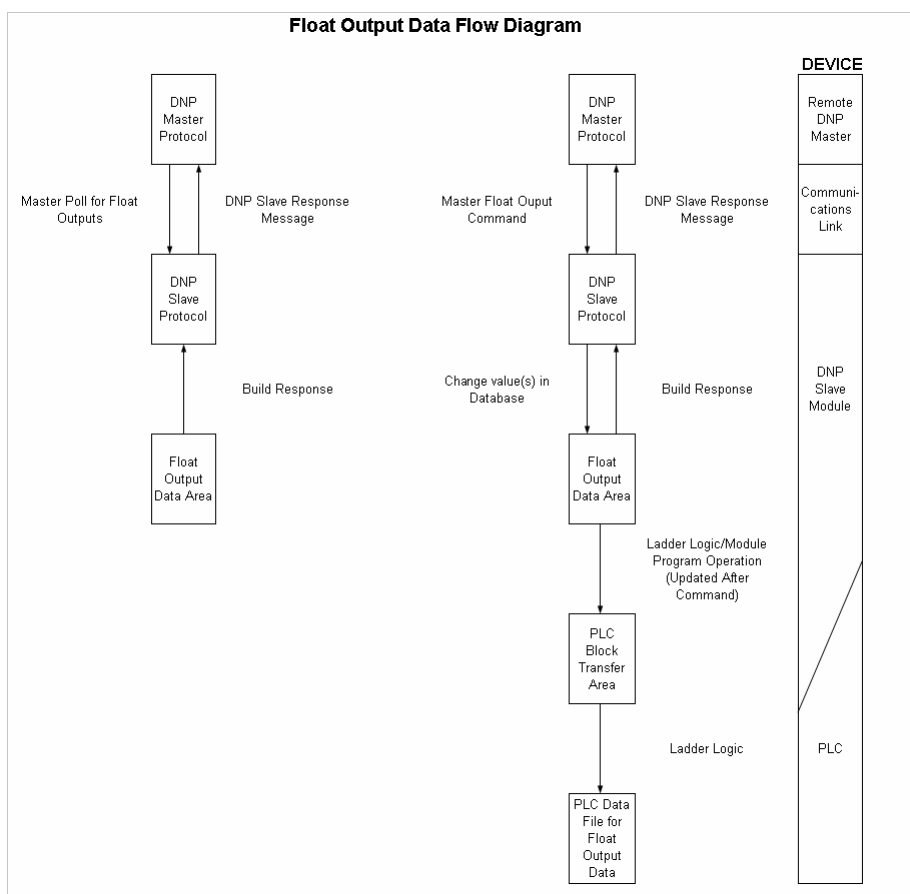 Float Output Data Flow Diagram
DEVICE
DNP
Master
Protocol
DNP
Master
Protocol
Remote
DNP
Master
Master Poll for Float
Outputs
DNP Slave Response
Message
Master Float Ouput
Command
DNP Slave Response
Message
Communi-
cations
Link
DNP
Slave
Protocol
DNP
Slave
Protocol
Build Response
Change value(s) in
Database
Build Response
DNP
Slave
Module
Float
Output
Data Area
Float
Output
Data Area
Ladder Logic/Module
Program Operation
(Updated After
Command)
PLC
Block
Transfer
Area
Ladder Logic
PLC
PLC Data
File for
Float
Output
Data